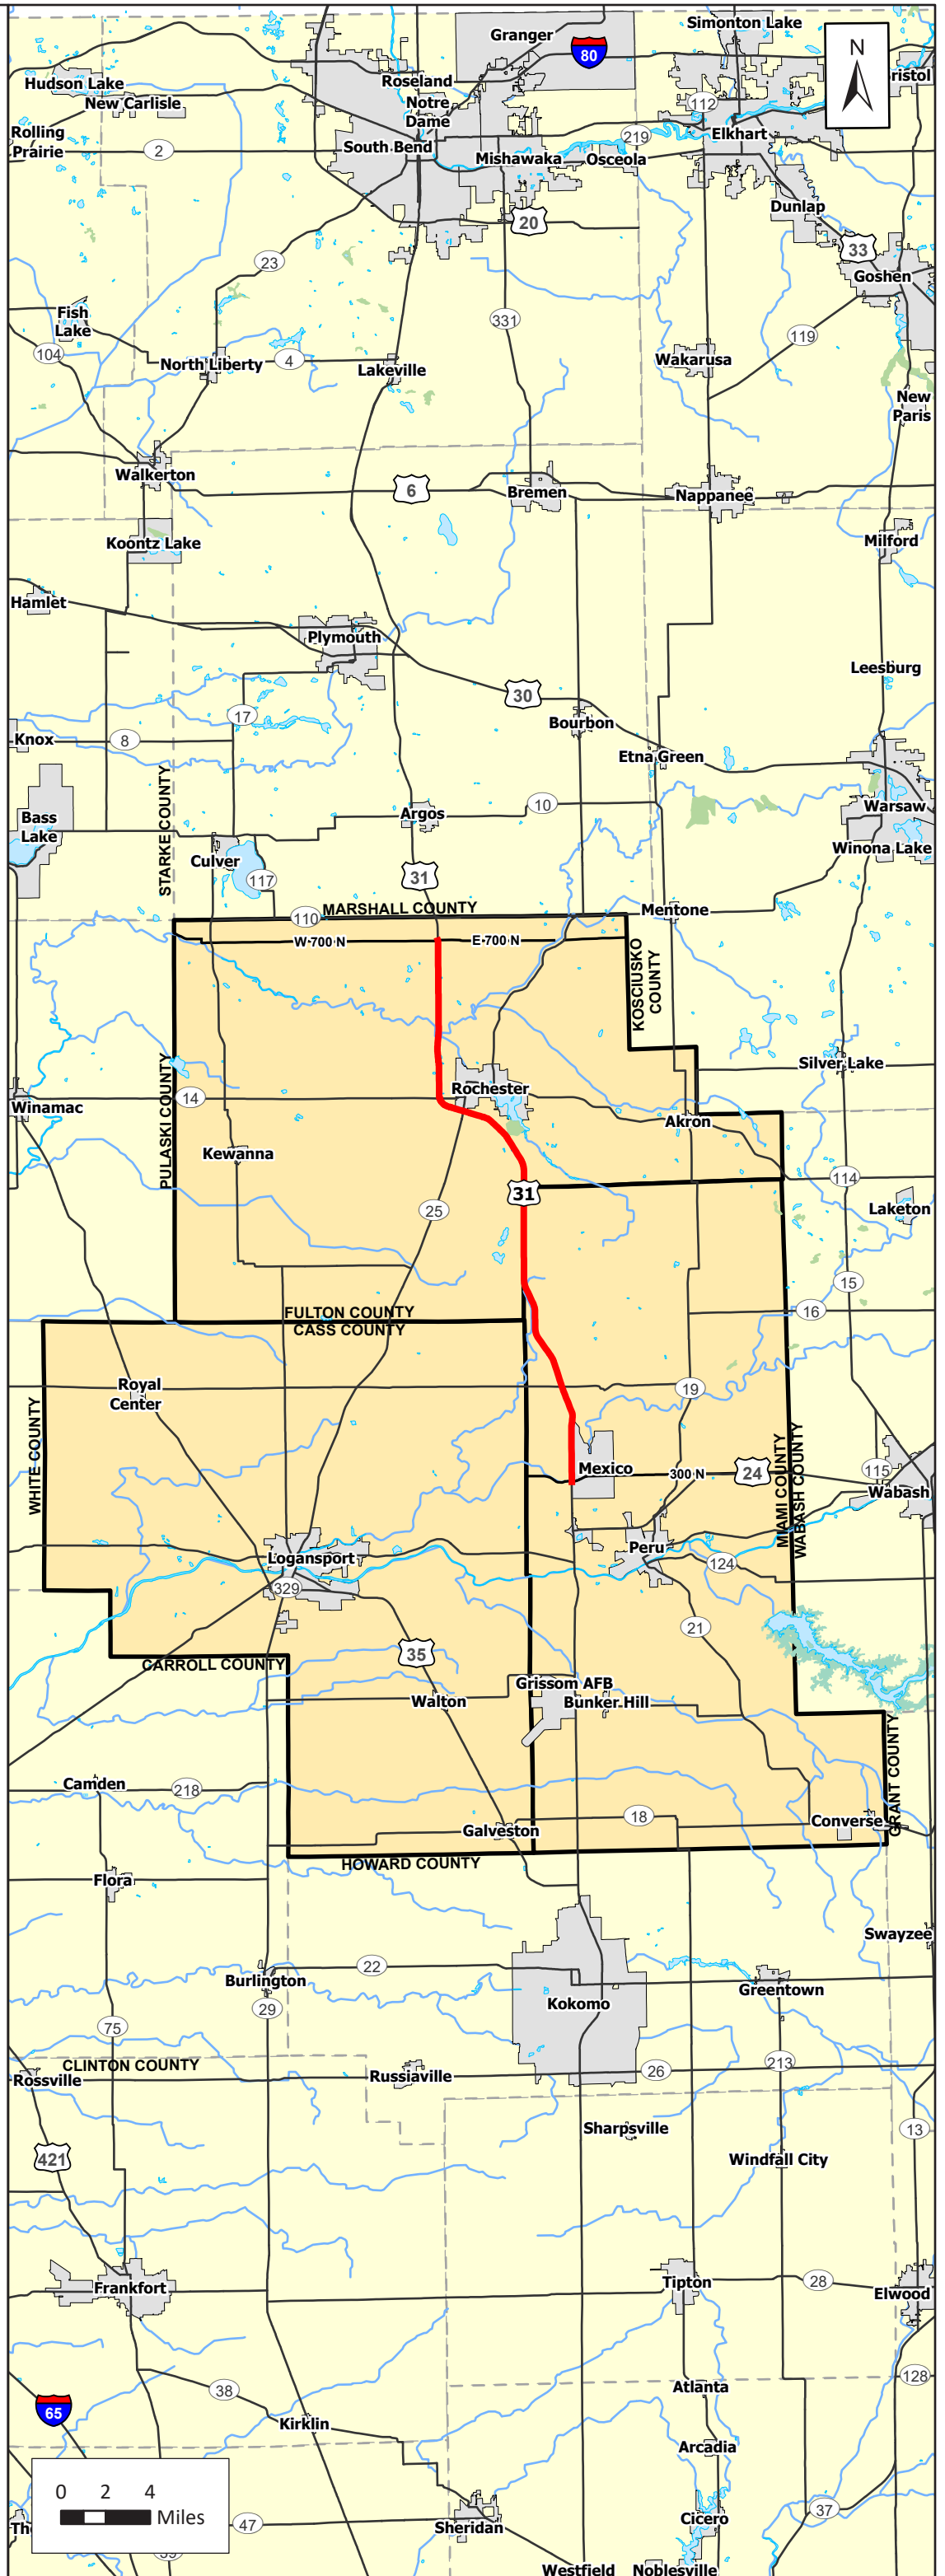 Simonton Lake
Granger
N
80
Hudson Lake
Roseland
ristol
New Carlisle
Notre
Dame
112
Rolling
Prairie
2
South Bend
219
Elkhart
Mishawaka
Osceola
Dunlap
20
33
23
Goshen
Fish
Lake
331
104
119
North Liberty
4
Lakeville
Wakarusa
New
Paris
Walkerton
6
Bremen
Nappanee
Koontz Lake
Milford
Hamlet
Plymouth
Leesburg
30
17
Bourbon
Knox
8
Etna Green
STARKE COUNTY
10
Warsaw
Bass
Lake
Argos
Winona Lake
Culver
117
31
110
MARSHALL COUNTY
Mentone
W 700 N
E 700 N
KOSCIUSKO
COUNTY
Silver Lake
PULASKI COUNTY
14
Rochester
Winamac
Akron
Kewanna
114
31
25
Laketon
15
16
FULTON COUNTY
CASS COUNTY
Royal
Center
19
WHITE COUNTY
MIAMI COUNTY
WABASH COUNTY
Mexico
300 N
24
115
Wabash
Logansport
Peru
124
329
21
35
CARROLL COUNTY
Grissom AFB
Walton
Bunker Hill
GRANT COUNTY
Camden
218
18
Converse
Galveston
HOWARD COUNTY
Flora
Swayzee
22
Burlington
Greentown
29
Kokomo
75
CLINTON COUNTY
213
Rossville
Russiaville
26
Sharpsville
13
421
Windfall City
Frankfort
Tipton
28
Elwood
128
38
Atlanta
65
Kirklin
Arcadia
0 2 4
Miles
37
Cicero
Tho
47
Sheridan
39
Westfield
Noblesville